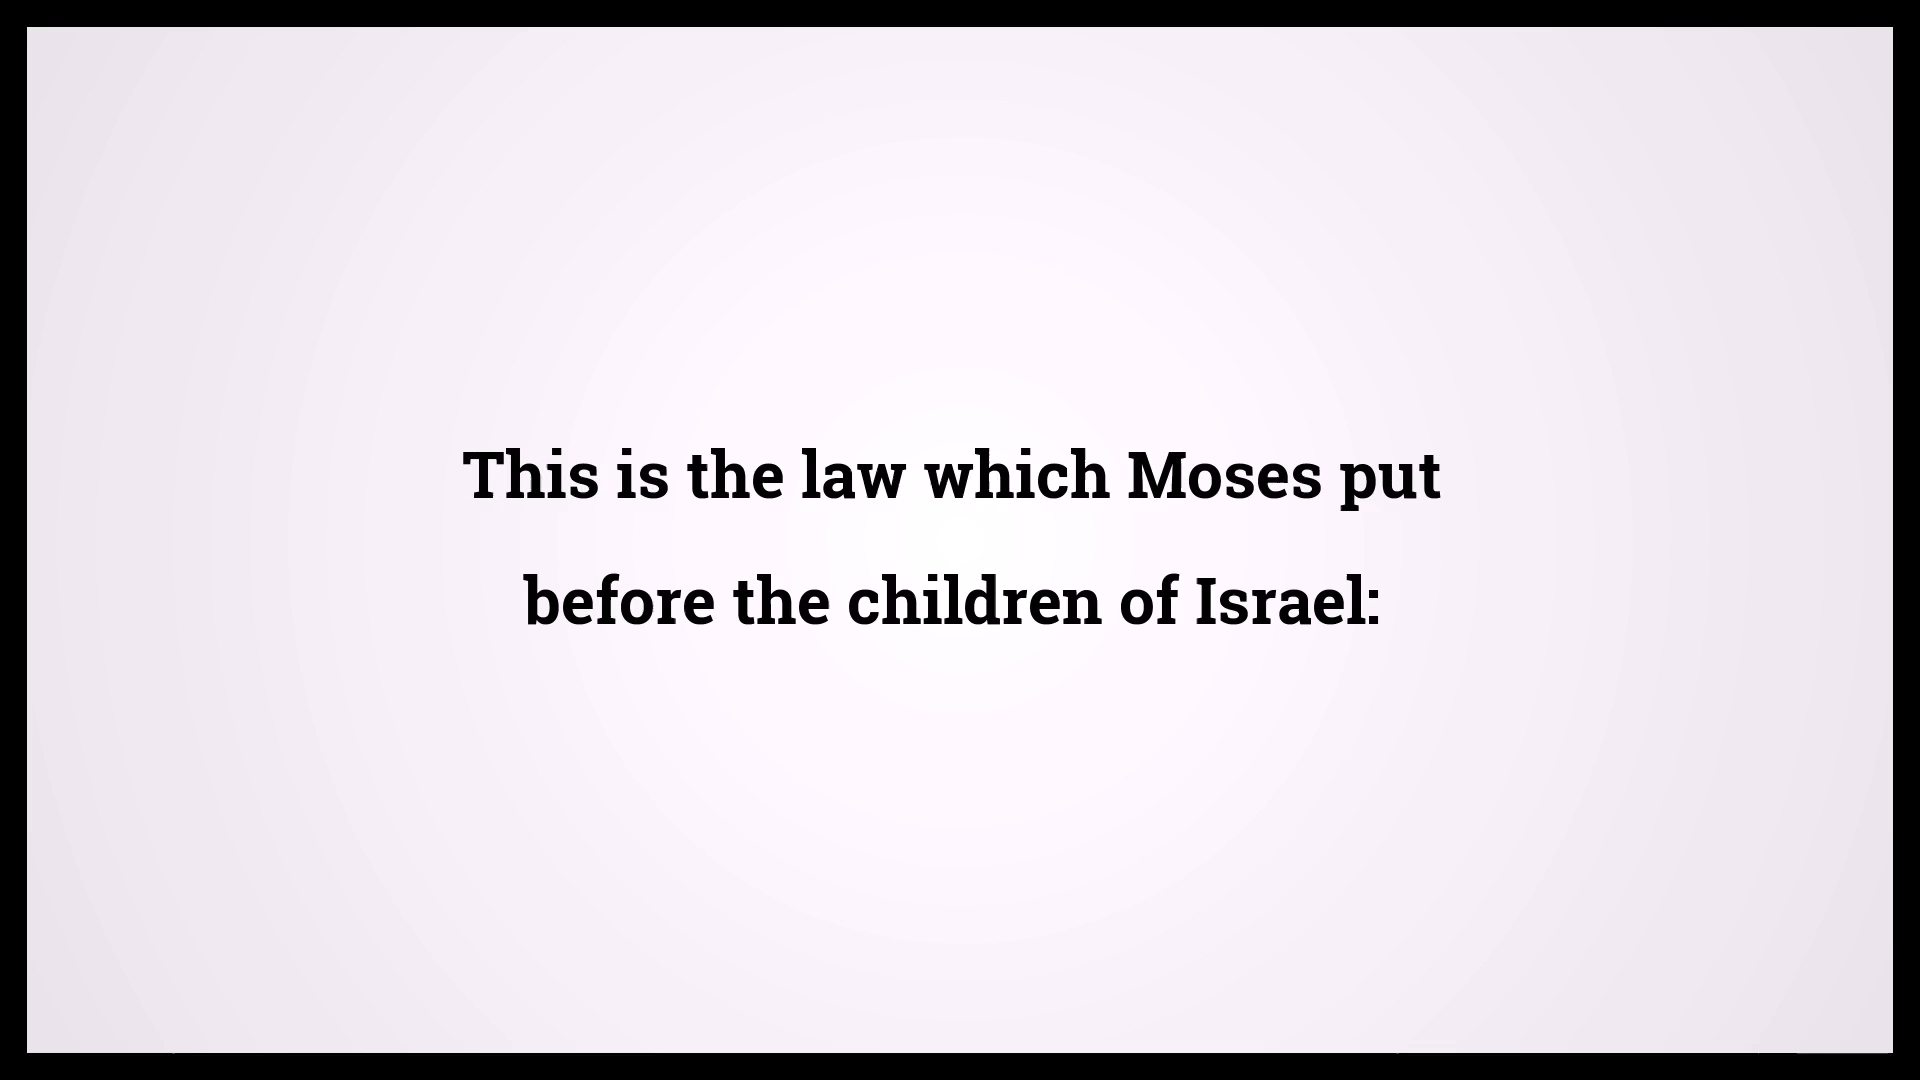 This is the law which Moses put
before the children of Israel: